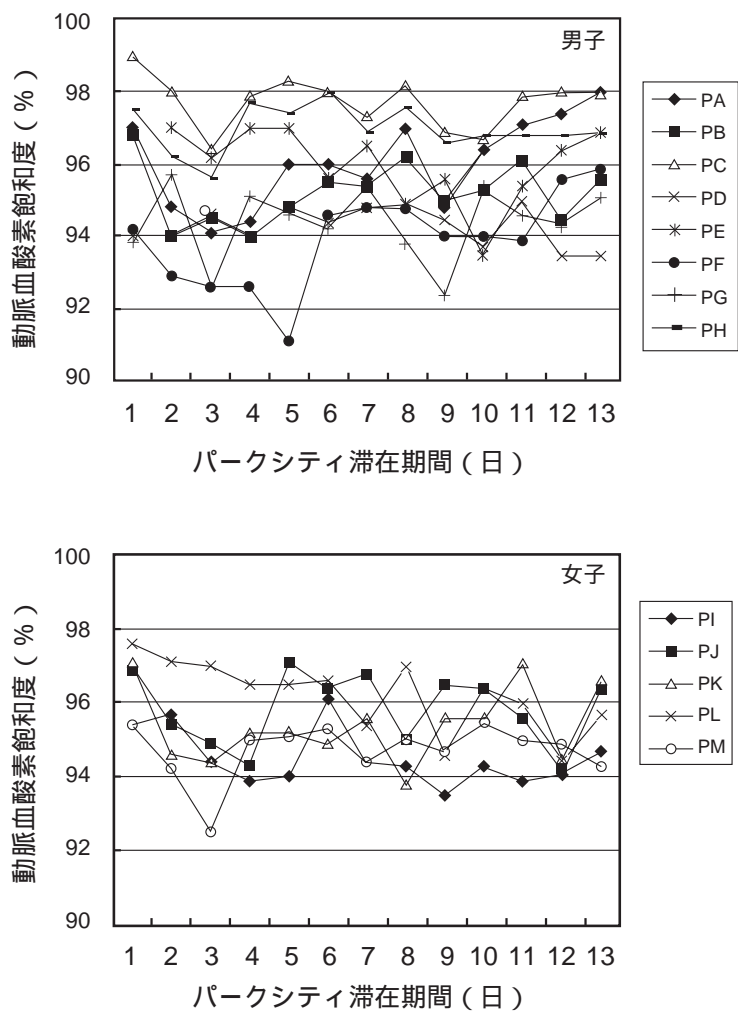 男子
動脈血酸素飽和度(%)
100
98
96
94
92
90
1 2 3 4 5 6 7 8 9 10 11 12 13
パークシティ滞在期間(日)
PA
PB
PC
PD
PE
PF
PG
PH
女子
動脈血酸素飽和度(%)
100
98
96
94
92
90
1 2 3 4 5 6 7 8 9 10 11 12 13
パークシティ滞在期間(日)
PI
PJ
PK
PL
PM